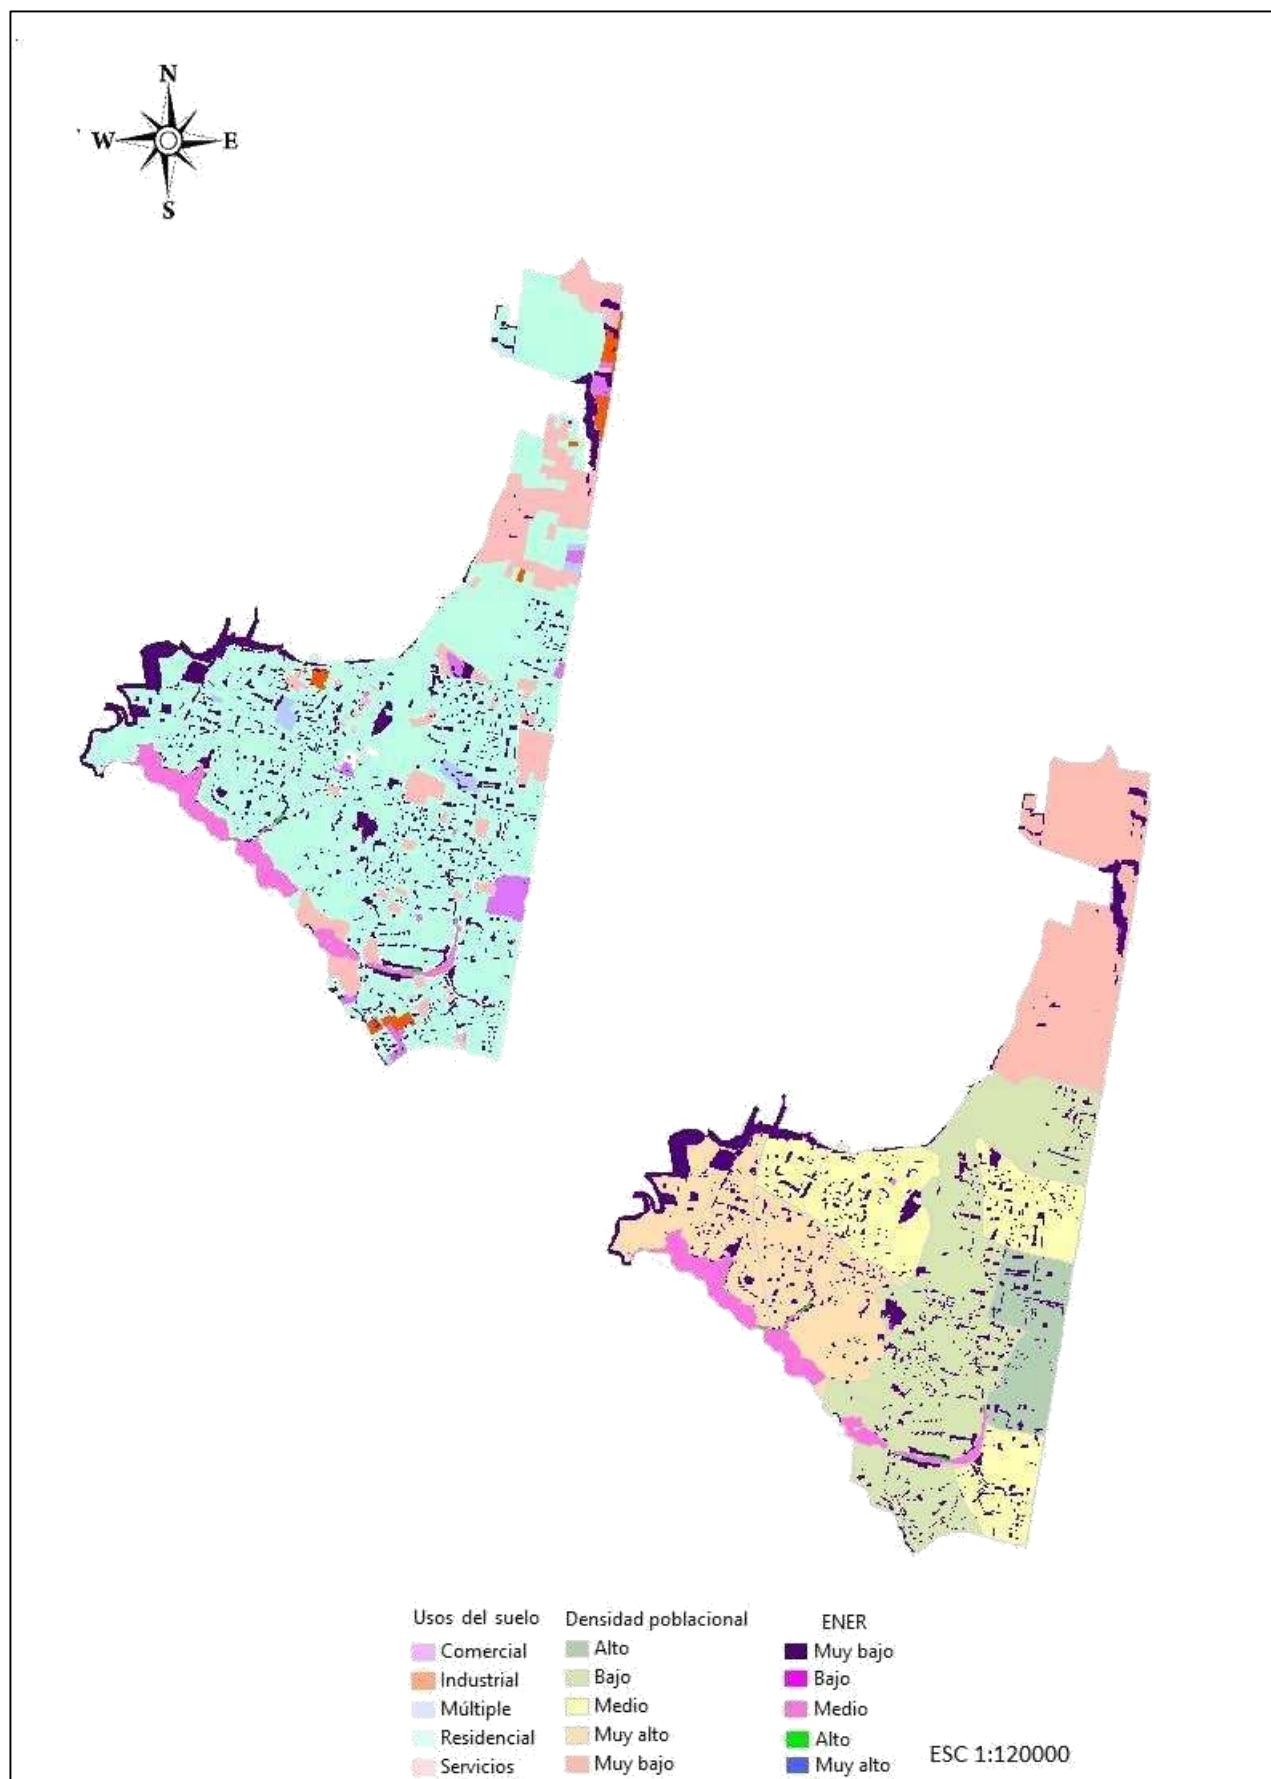 N
W E
S
Usos del suelo
Comercial
Industrial
Múltiple
Residencial
Servicios
Densidad poblacional
Alto
Bajo
Medio
Muy alto
Muy bajo
ENER
Muy bajo
Bajo
Medio
Alto
Muy alto
ESC 1:120000